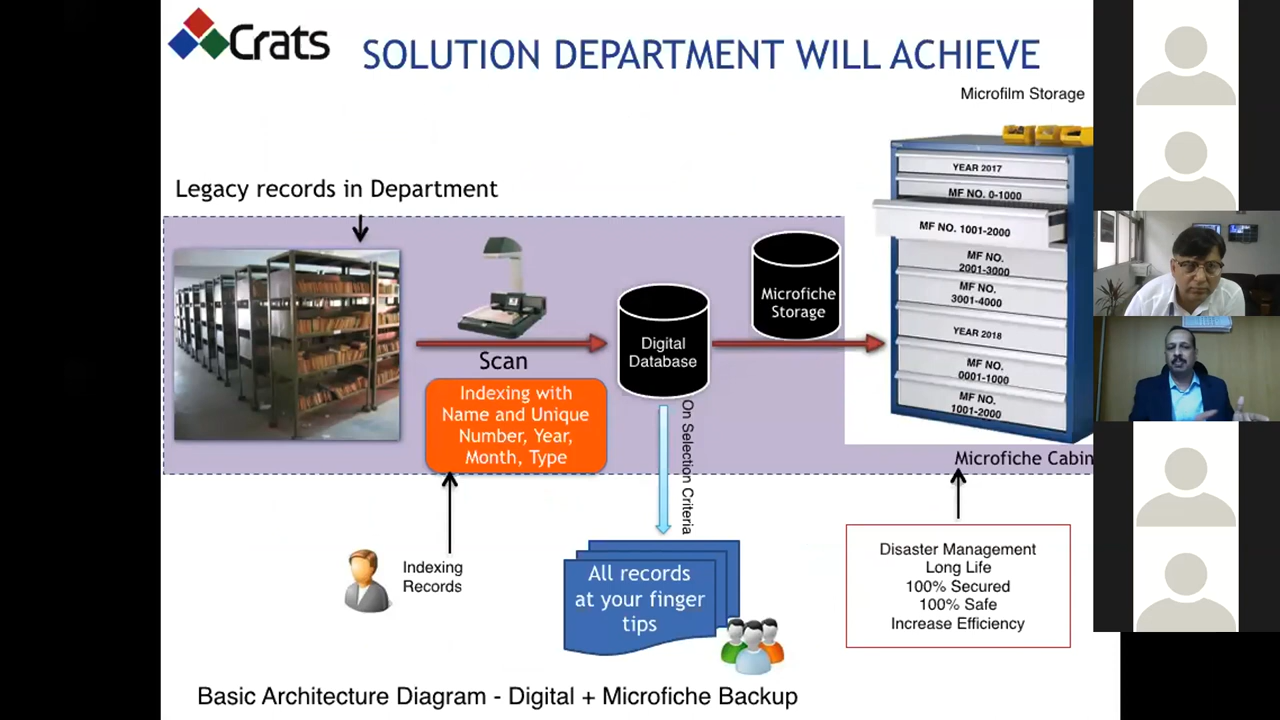 Crats
SOLUTION DEPARTMENT WILL ACHIEVE
Microfilm Storage
Legacy records in Department
YEAR 2017
MF NO. 0-1000
MF NO. 1001-2000
MF NO.
2001-3000
MF NO.
3001-4000
YEAR 2018
MF NO.
0001-1000
MF NO.
1001-2000
Microfiche
Storage
Digital
Database
Scan
Indexing with
Name and Unique
Number, Year,
Month, Type
On Selection Criteria
Microfiche Cabin
Indexing
Records
All records
at your finger
tips
Disaster Management
Long Life
100% Secured
100% Safe
Increase Efficiency
Basic Architecture Diagram - Digital + Microfiche Backup